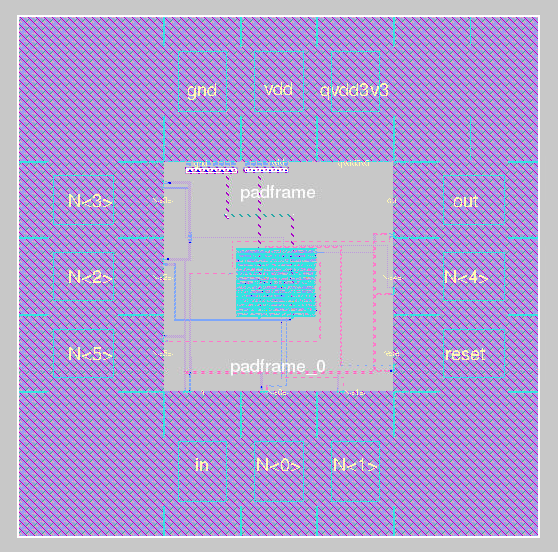 gnd vdd qvdd3v3
padframe
N<3> out
N<2> N<4>
N<5> reset
padframe_0
in N<0> N<1>